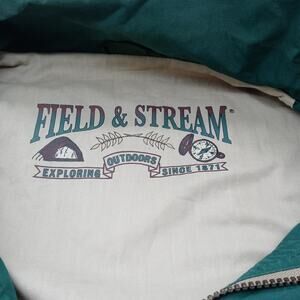 FIELD & STREAM®
OUTDOORS
EXPLORING SINCE 1871